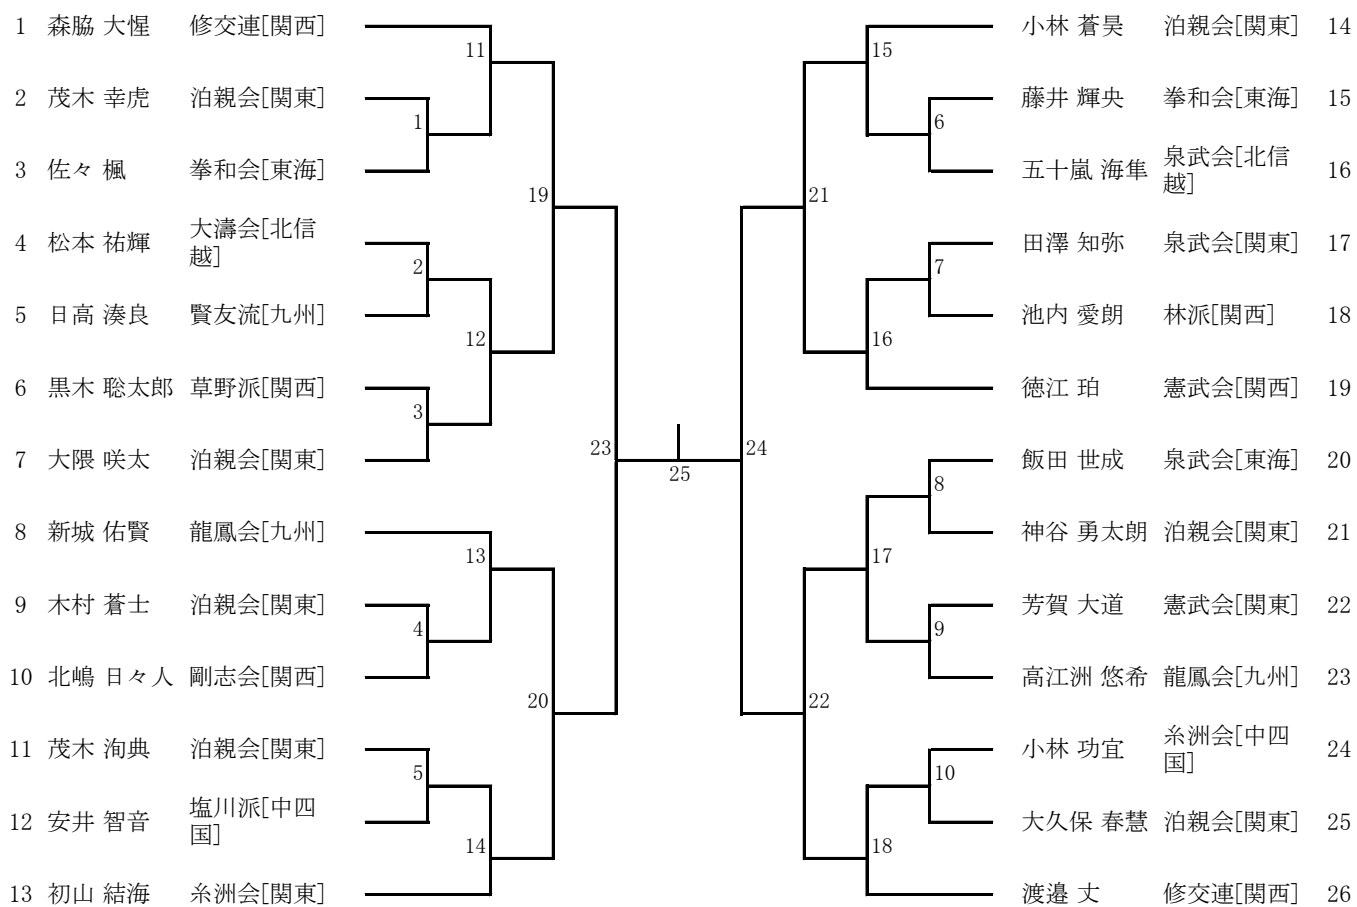 1 森脇 大惺 修交連[関西]
11
2 茂木 幸虎 泊親会[関東]
1
3 佐々 楓 拳和会[東海]
19
4 松本 祐輝 大濤会[北信
越]
2
5 日高 湊良 賢友流[九州]
12
6 黒木 聡太郎 草野派[関西]
3
7 大隈 咲太 泊親会[関東]
23
8 新城 佑賢 龍鳳会[九州]
13
9 木村 蒼士 泊親会[関東]
4
10 北嶋 日々人 剛志会[関西]
20
11 茂木 洵典 泊親会[関東]
5
12 安井 智音 塩川派[中四
国]
14
13 初山 結海 糸洲会[関東]
25
小林 蒼昊 泊親会[関東] 14
15
藤井 輝央 拳和会[東海] 15
6
五十嵐 海隼 泉武会[北信
越] 16
21
田澤 知弥 泉武会[関東] 17
7
池内 愛朗 林派[関西] 18
16
徳江 珀 憲武会[関西] 19
24
飯田 世成 泉武会[東海] 20
8
神谷 勇太朗 泊親会[関東] 21
17
芳賀 大道 憲武会[関東] 22
9
高江洲 悠希 龍鳳会[九州] 23
22
小林 功宜 糸洲会[中四
国] 24
10
大久保 春慧 泊親会[関東] 25
18
渡邉 丈 修交連[関西] 26